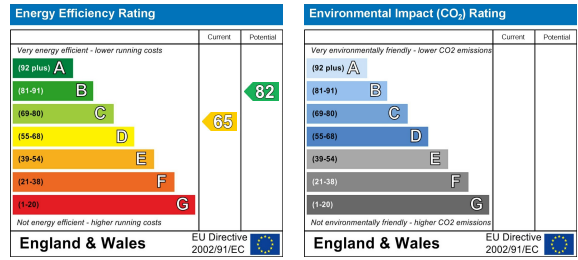 Energy Efficiency Rating
Current Potential
Very energy efficient - lower running costs
(92 plus) A
(81-91) B
(69-80) C
(55-68) D
(39-54) E
(21-38) F
(1-20) G
65
82
Not energy efficient - higher running costs
England & Wales
EU Directive
2002/91/EC
Environmental Impact (CO2) Rating
Current Potential
Very environmentally friendly - lower CO2 emissions
(92 plus) A
(81-91) B
(69-80) C
(55-68) D
(39-54) E
(21-38) F
(1-20) G
Not environmentally friendly - higher CO2 emissions
England & Wales
EU Directive
2002/91/EC